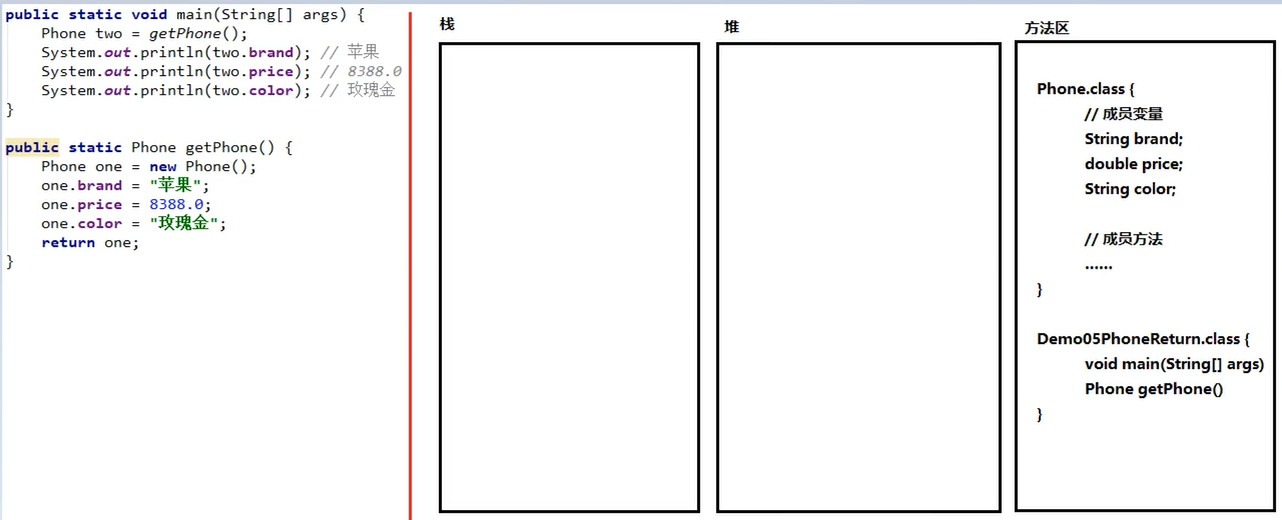 public static void main(String[] args) {
Phone two = getPhone();
System.out.println(two.brand); // 苹果
System.out.println(two.price); // 8388.0
System.out.println(two.color); // 玫瑰金
}
public static Phone getPhone() {
Phone one = new Phone();
one.brand = "苹果";
one.price = 8388.0;
one.color = "玫瑰金";
return one;
}
栈
堆
方法区
Phone.class {
// 成员变量
String brand;
double price;
String color;
// 成员方法
......
}
Demo05PhoneReturn.class {
void main(String[] args)
Phone getPhone()
}